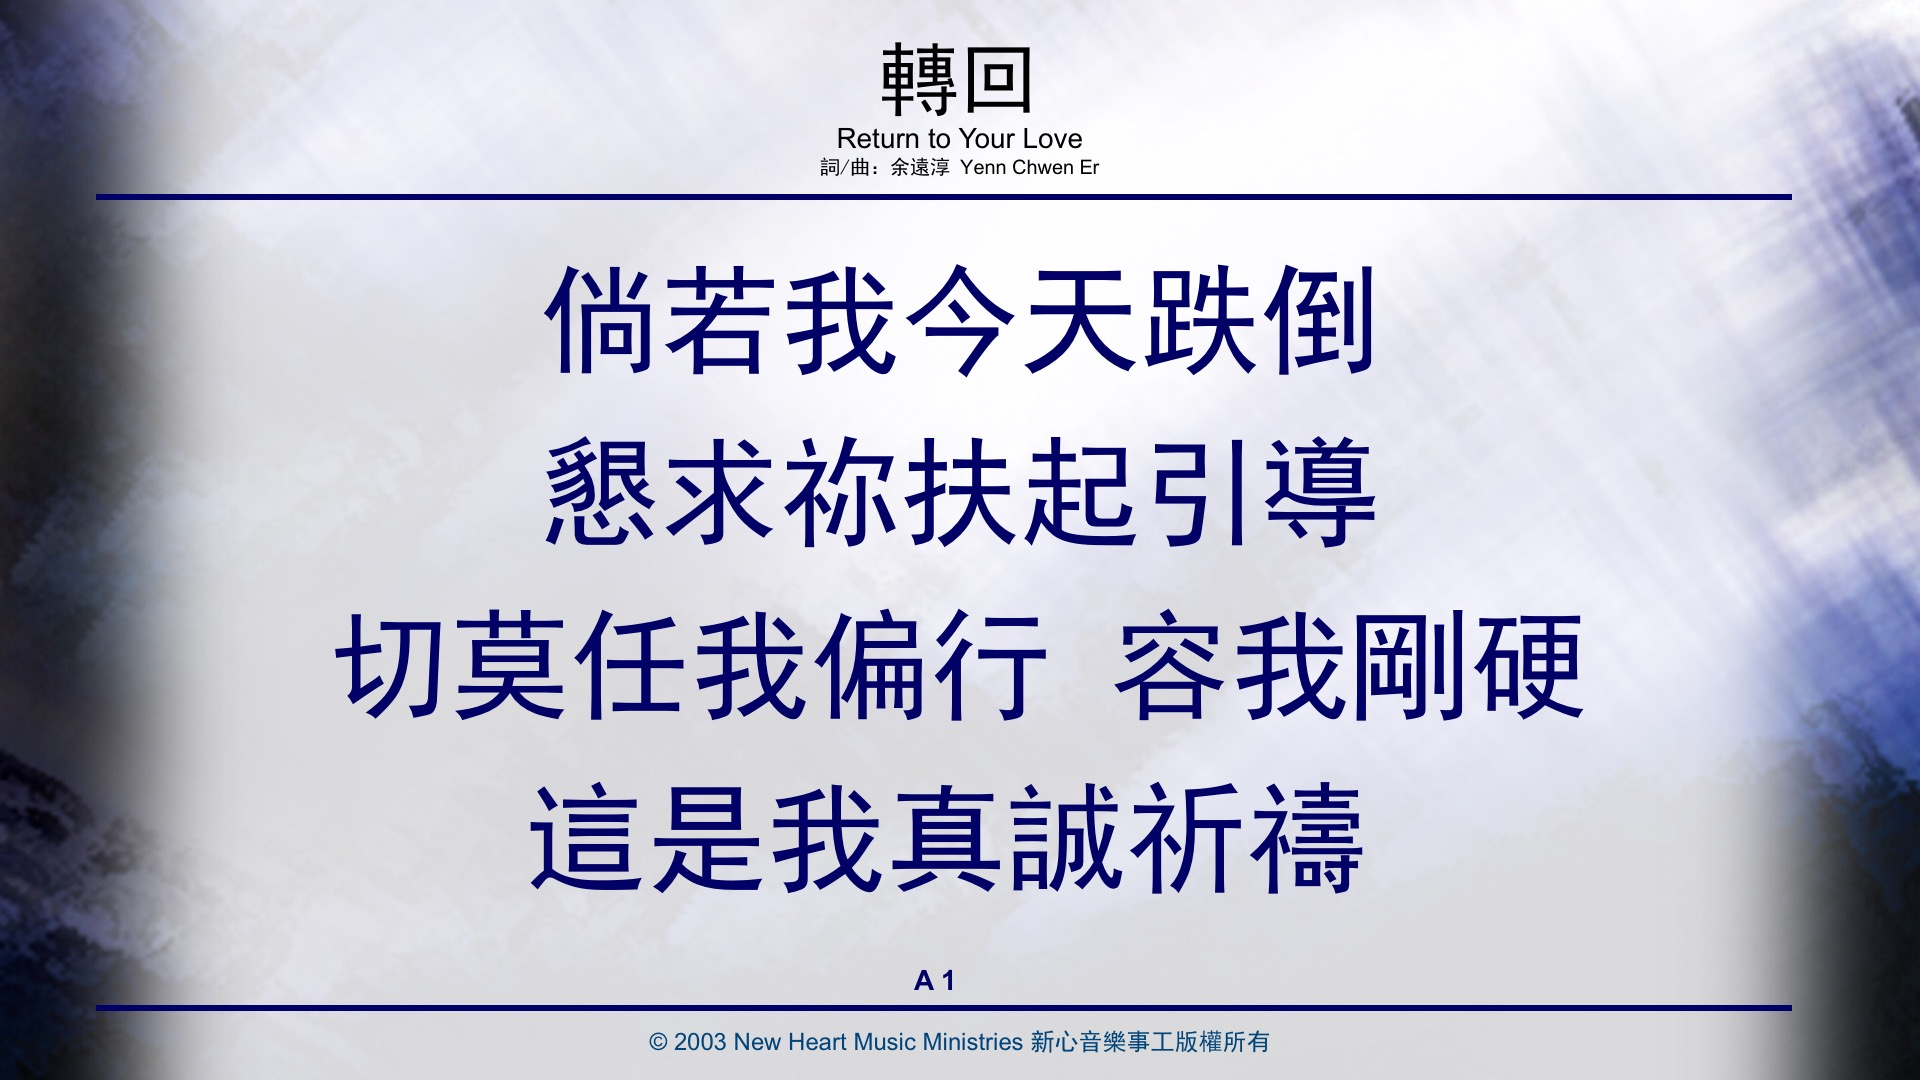 轉回
Return to Your Love
詞/曲：余遠淳 Yenn Chwen Er
倘若我今天跌倒
懇求祢扶起引導
切莫任我偏行 容我剛硬
這是我真誠祈禱
A 1
© 2003 New Heart Music Ministries 新心音樂事工版權所有